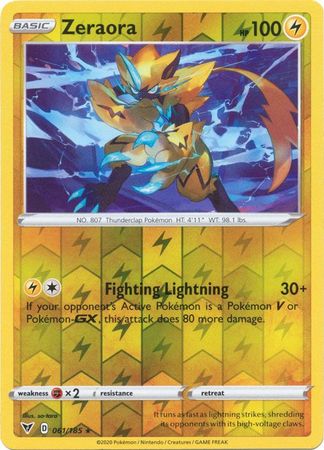 BASIC Zeraora HP 100
NO. 807 Thunderclap Pokémon HT: 4'11" WT: 98.1 lbs.
Fighting Lightning 30+
If your opponent's Active Pokémon is a Pokémon V or
Pokémon-GX, this attack does 80 more damage.
weakness ×2 resistance retreat
It runs as fast as lightning strikes, shredding
its opponents with its high-voltage claws.
Illus. so-taro
D 061/185 ★
©2020 Pokémon / Nintendo / Creatures / GAME FREAK